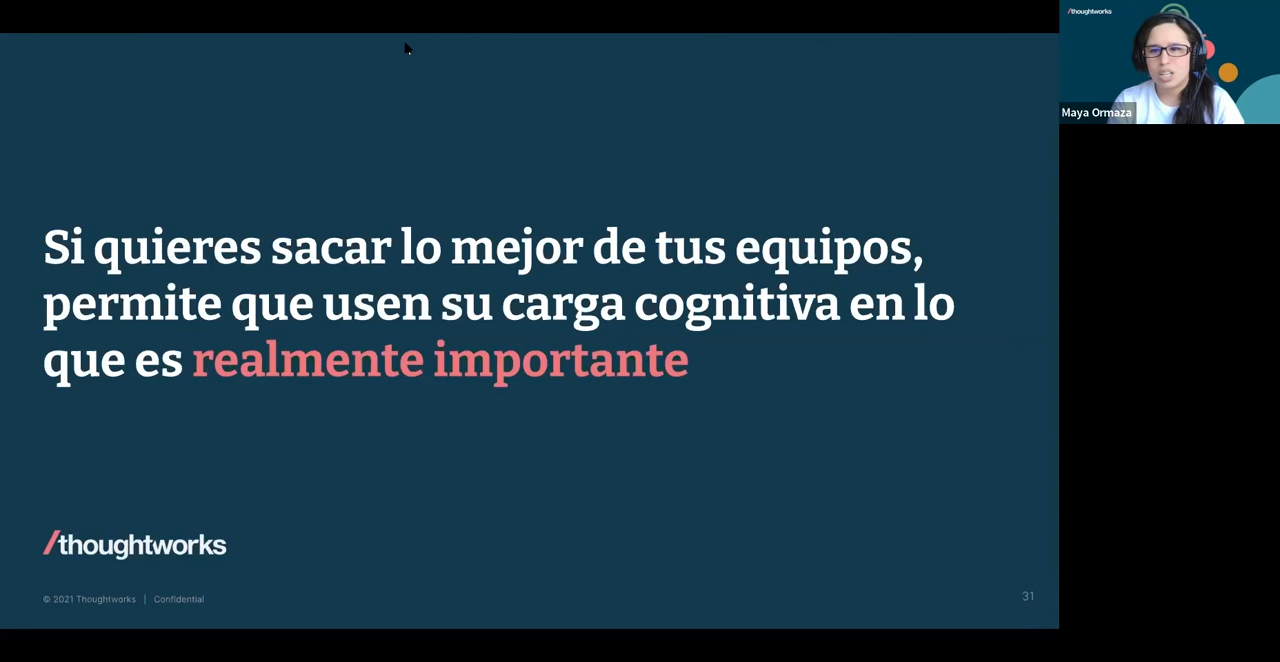 Si quieres sacar lo mejor de tus equipos,
permite que usen su carga cognitiva en lo
que es realmente importante
/thoughtworks
© 2021 Thoughtworks | Confidential
31
/thoughtworks
Maya Ormaza